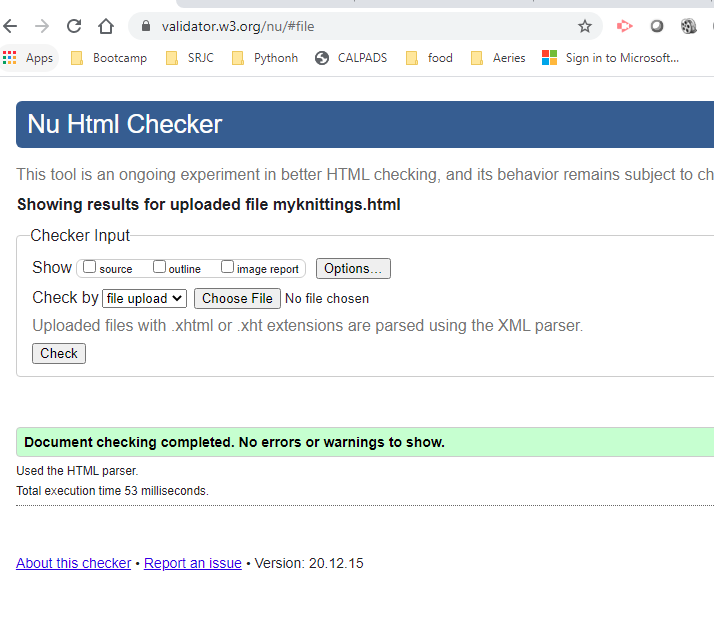 validator.w3.org/nu/#file
Apps Bootcamp SRJC Pythonh CALPADS food Aeries Sign in to Microsoft...
Nu Html Checker
This tool is an ongoing experiment in better HTML checking, and its behavior remains subject to ch
Showing results for uploaded file myknittings.html
Checker Input
Show source outline image report Options...
Check by file upload Choose File No file chosen
Uploaded files with .xhtml or .xht extensions are parsed using the XML parser.
Check
Document checking completed. No errors or warnings to show.
Used the HTML parser.
Total execution time 53 milliseconds.
About this checker • Report an issue • Version: 20.12.15